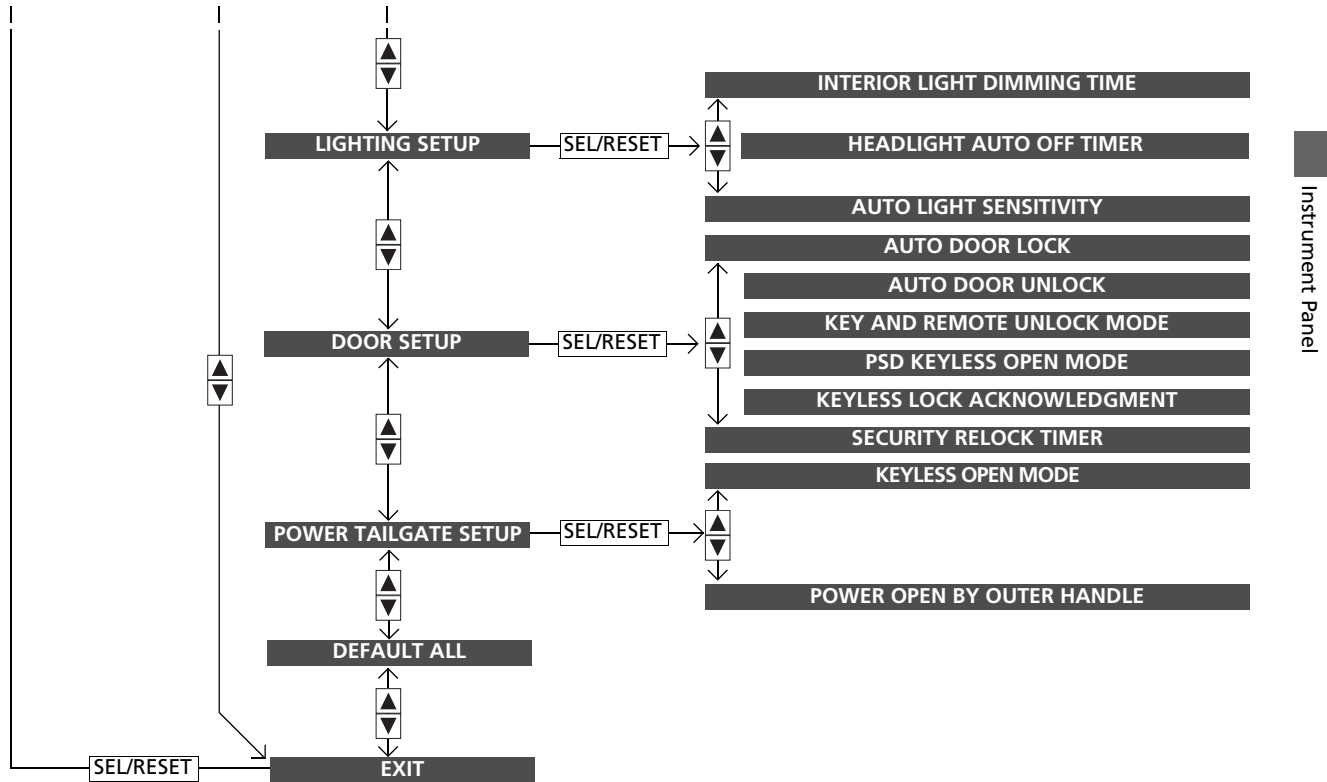 INTERIOR LIGHT DIMMING TIME
LIGHTING SETUP
SEL/RESET
HEADLIGHT AUTO OFF TIMER
AUTO LIGHT SENSITIVITY
AUTO DOOR LOCK
AUTO DOOR UNLOCK
KEY AND REMOTE UNLOCK MODE
DOOR SETUP
SEL/RESET
PSD KEYLESS OPEN MODE
KEYLESS LOCK ACKNOWLEDGMENT
SECURITY RELOCK TIMER
KEYLESS OPEN MODE
POWER TAILGATE SETUP
SEL/RESET
POWER OPEN BY OUTER HANDLE
DEFAULT ALL
SEL/RESET
EXIT
Instrument Panel